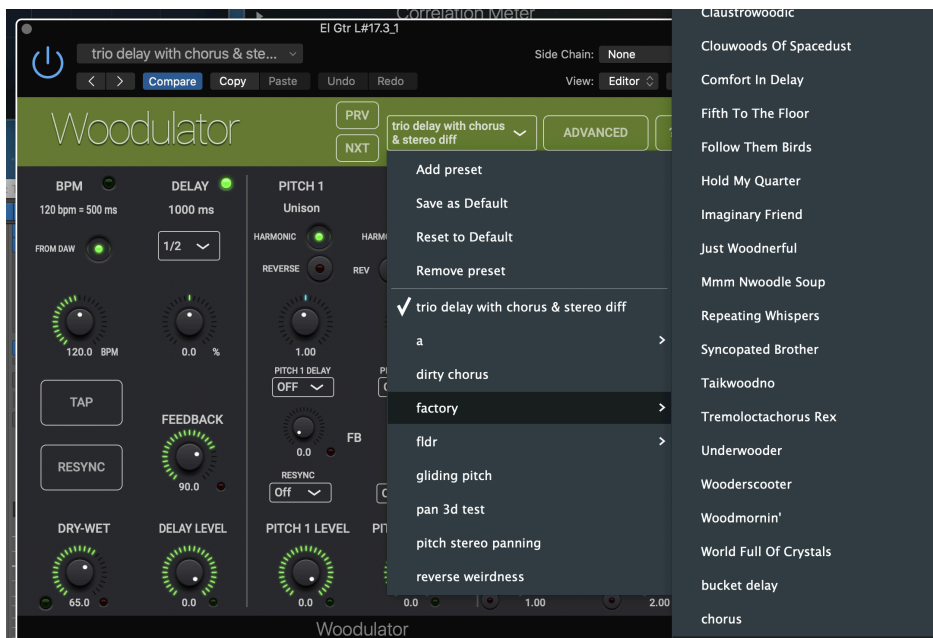 Correlation Meter
El Gtr L#17.3_1
trio delay with chorus & ste...
Side Chain: None
< > Compare Copy Paste Undo Redo
View: Editor
Woodulator
PRV
NXT
trio delay with chorus
& stereo diff
ADVANCED
BPM
120 bpm = 500 ms
FROM DAW
120.0 BPM
TAP
RESYNC
DRY-WET
65.0
DELAY
1000 ms
1/2
0.0 %
FEEDBACK
90.0
DELAY LEVEL
0.0
PITCH 1
Unison
HARMONIC
REVERSE
1.00
PITCH 1 DELAY
OFF
FB
0.0
RESYNC
Off
PITCH 1 LEVEL
0.0
HARM
REV
0.0
1.00
2.00
Add preset
Save as Default
Reset to Default
Remove preset
trio delay with chorus & stereo diff
a
dirty chorus
factory
fldr
gliding pitch
pan 3d test
pitch stereo panning
reverse weirdness
Claustrowoodic
Clouwoods Of Spacedust
Comfort In Delay
Fifth To The Floor
Follow Them Birds
Hold My Quarter
Imaginary Friend
Just Woodnerful
Mmm Nwoodle Soup
Repeating Whispers
Syncopated Brother
Taikwoodno
Tremoloctachorus Rex
Underwooder
Wooderscooter
Woodmornin'
World Full Of Crystals
bucket delay
chorus
Woodulator